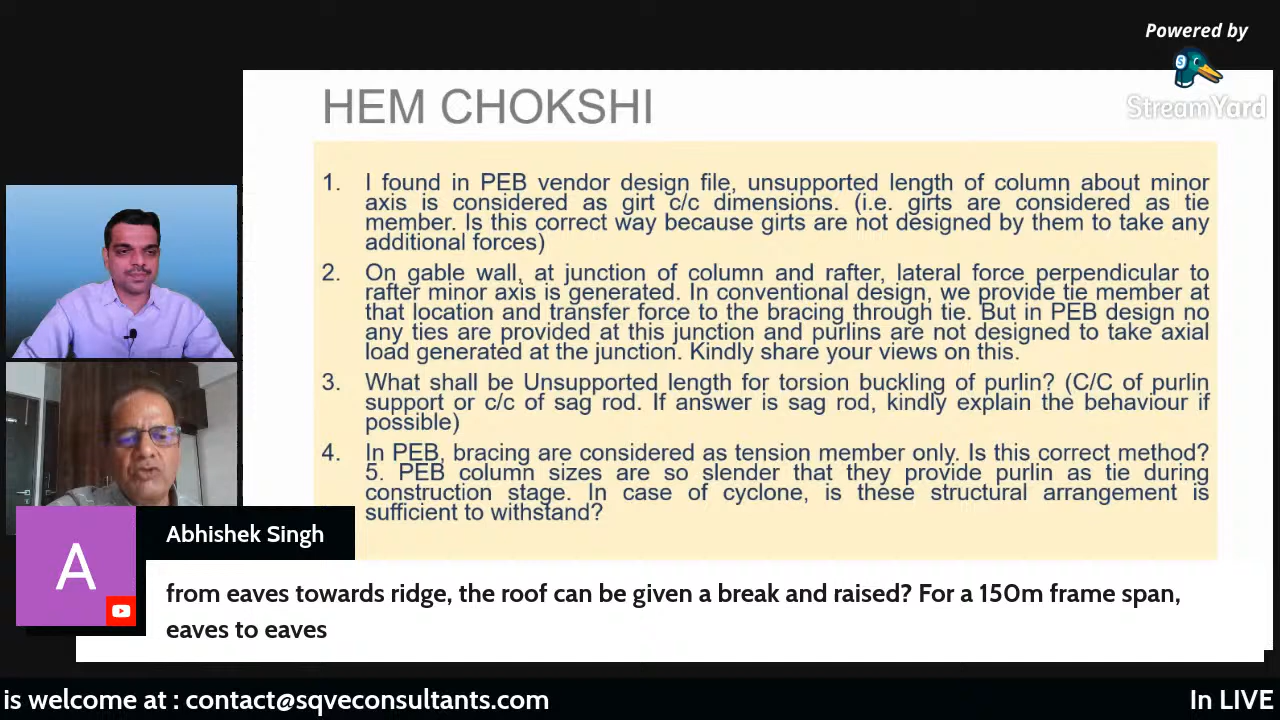 Powered by
StreamYard
HEM CHOKSHI
1. I found in PEB vendor design file, unsupported length of column about minor
axis is considered as girt c/c dimensions. (i.e. girts are considered as tie
member. Is this correct way because girts are not designed by them to take any
additional forces)
2. On gable wall, at junction of column and rafter, lateral force perpendicular to
rafter minor axis is generated. In conventional design, we provide tie member at
that location and transfer force to the bracing through tie. But in PEB design no
any ties are provided at this junction and purlins are not designed to take axial
load generated at the junction. Kindly share your views on this.
3. What shall be Unsupported length for torsion buckling of purlin? (C/C of purlin
support or c/c of sag rod. If answer is sag rod, kindly explain the behaviour if
possible)
4. In PEB, bracing are considered as tension member only. Is this correct method?
5. PEB column sizes are so slender that they provide purlin as tie during
construction stage. In case of cyclone, is these structural arrangement is
sufficient to withstand?
A
Abhishek Singh
from eaves towards ridge, the roof can be given a break and raised? For a 150m frame span,
eaves to eaves
is welcome at : contact@sqveconsultants.com
In LIVE